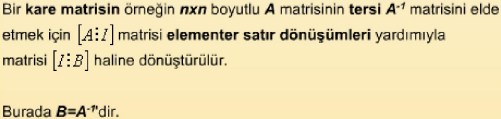 Bir kare matrisin örneğin nxn boyutlu A matrisinin tersi A⁻¹ matrisini elde
etmek için [A⋮I] matrisi elementer satır dönüşümleri yardımıyla
matrisi [I⋮B] haline dönüştürülür.
Burada B=A⁻¹'dir.